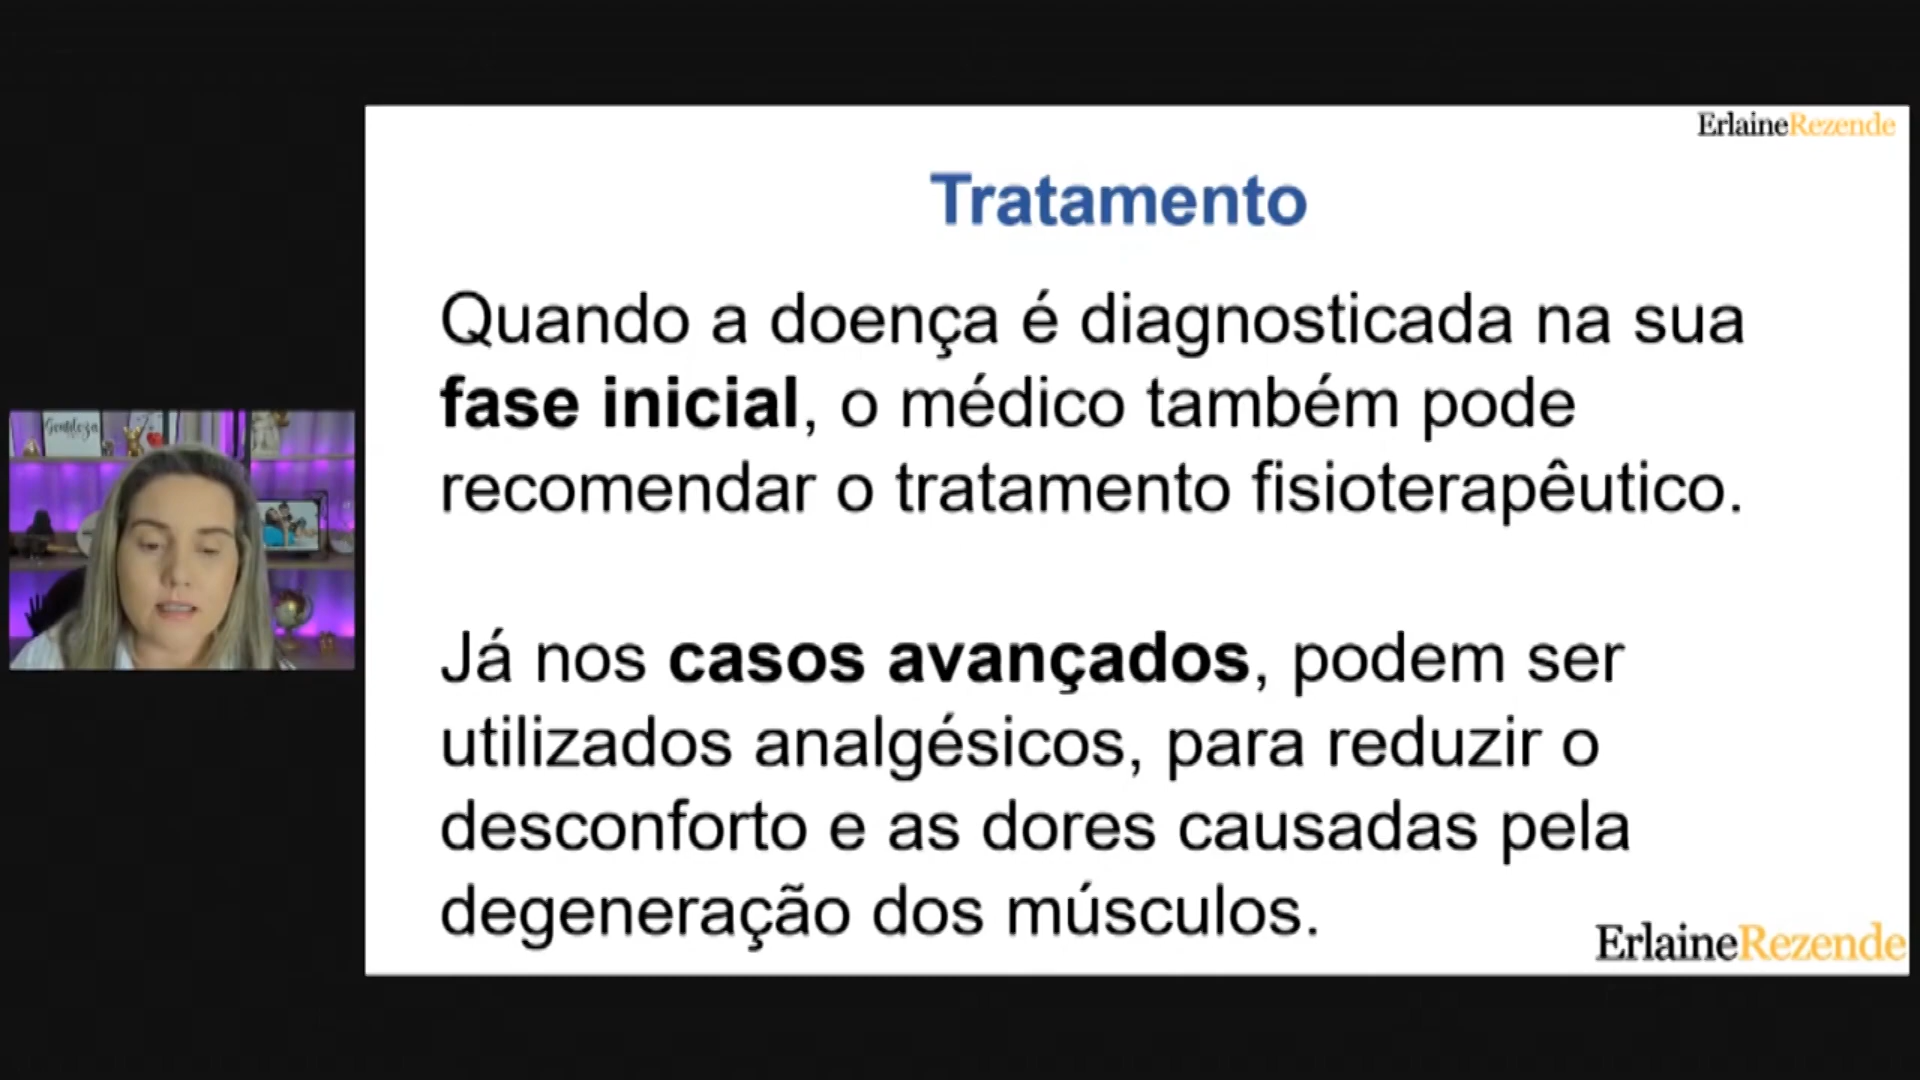 ErlaineRezende
Tratamento
Quando a doença é diagnosticada na sua
fase inicial, o médico também pode
recomendar o tratamento fisioterapêutico.
Já nos casos avançados, podem ser
utilizados analgésicos, para reduzir o
desconforto e as dores causadas pela
degeneração dos músculos.
ErlaineRezende
Gentileza